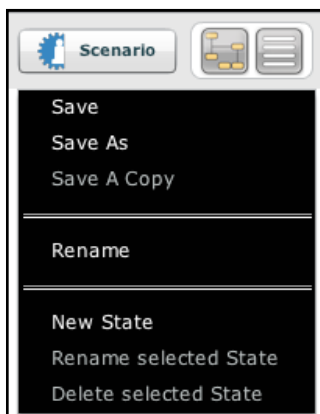 Scenario
Save
Save As
Save A Copy
Rename
New State
Rename selected State
Delete selected State